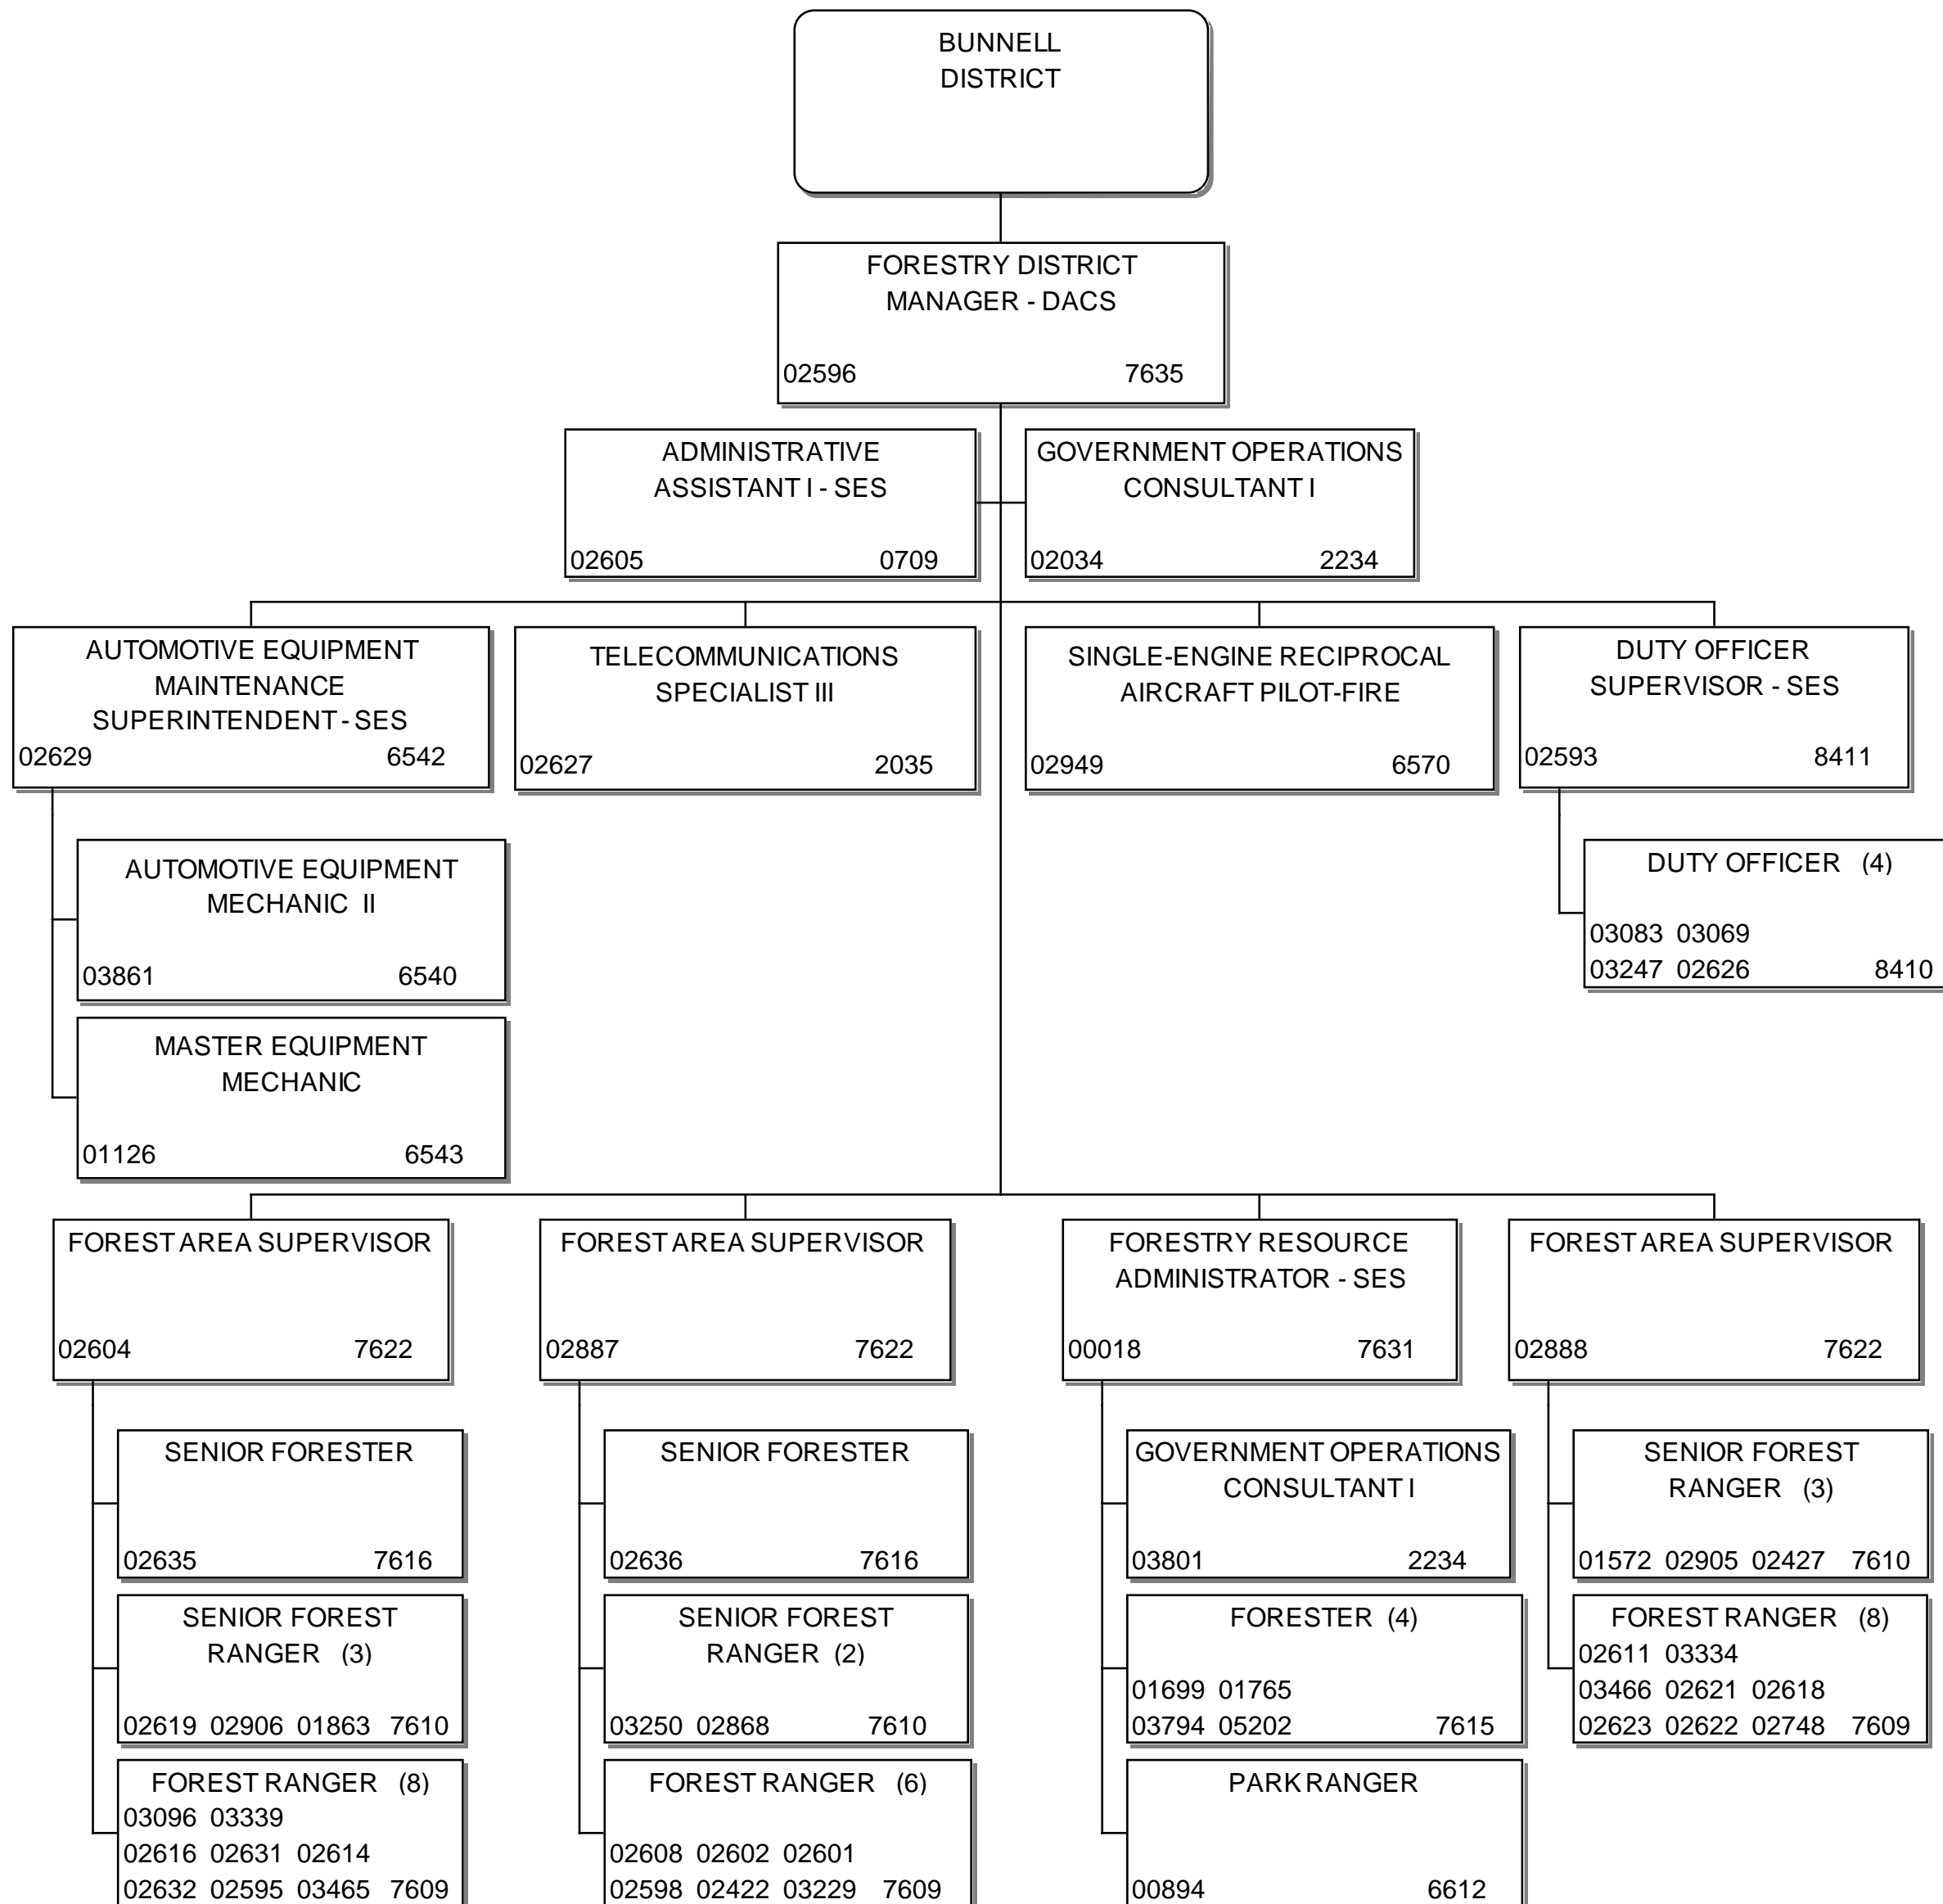 BUNNELL
DISTRICT
FORESTRY DISTRICT
MANAGER - DACS
02596 7635
ADMINISTRATIVE
ASSISTANT I - SES
02605 0709
GOVERNMENT OPERATIONS
CONSULTANT I
02034 2234
AUTOMOTIVE EQUIPMENT
MAINTENANCE
SUPERINTENDENT - SES
02629 6542
TELECOMMUNICATIONS
SPECIALIST III
02627 2035
SINGLE-ENGINE RECIPROCAL
AIRCRAFT PILOT-FIRE
02949 6570
DUTY OFFICER
SUPERVISOR - SES
02593 8411
AUTOMOTIVE EQUIPMENT
MECHANIC II
03861 6540
DUTY OFFICER (4)
03083 03069
03247 02626 8410
MASTER EQUIPMENT
MECHANIC
01126 6543
FOREST AREA SUPERVISOR
02604 7622
FOREST AREA SUPERVISOR
02887 7622
FORESTRY RESOURCE
ADMINISTRATOR - SES
00018 7631
FOREST AREA SUPERVISOR
02888 7622
SENIOR FORESTER
02635 7616
SENIOR FORESTER
02636 7616
GOVERNMENT OPERATIONS
CONSULTANT I
03801 2234
SENIOR FOREST
RANGER (3)
01572 02905 02427 7610
SENIOR FOREST
RANGER (3)
02619 02906 01863 7610
SENIOR FOREST
RANGER (2)
03250 02868 7610
FORESTER (4)
01699 01765
03794 05202 7615
FOREST RANGER (8)
02611 03334
03466 02621 02618
02623 02622 02748 7609
FOREST RANGER (8)
03096 03339
02616 02631 02614
02632 02595 03465 7609
FOREST RANGER (6)
02608 02602 02601
02598 02422 03229 7609
PARK RANGER
00894 6612